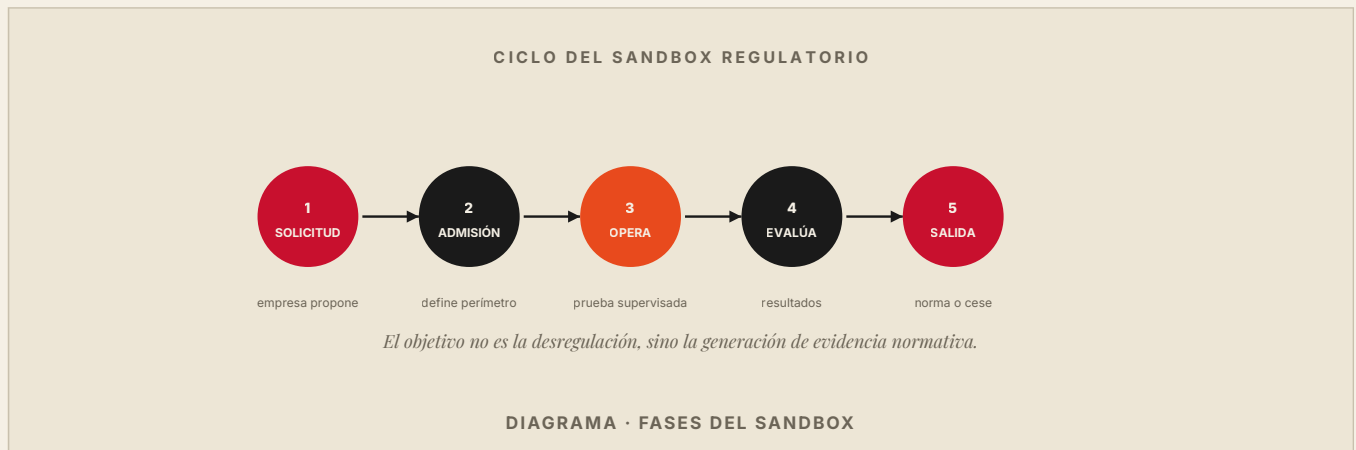 CICLO DEL SANDBOX REGULATORIO
1
SOLICITUD
2
ADMISIÓN
3
OPERA
4
EVALÚA
5
SALIDA
empresa propone
define perímetro
prueba supervisada
resultados
norma o cese
El objetivo no es la desregulación, sino la generación de evidencia normativa.
DIAGRAMA · FASES DEL SANDBOX